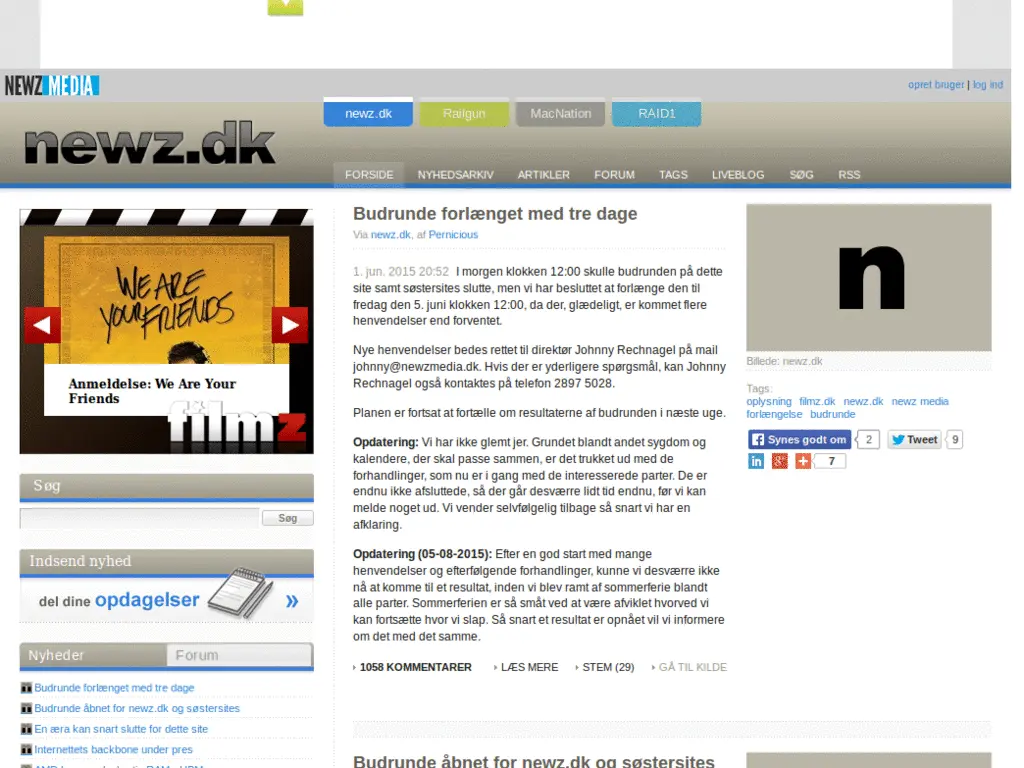 NEWZ MEDIA
opret bruger | log ind
newz.dk
newz.dk
Railgun
MacNation
RAID1
FORSIDE
NYHEDSARKIV
ARTIKLER
FORUM
TAGS
LIVEBLOG
SØG
RSS
WE ARE
YOUR FRIENDS
Anmeldelse: We Are Your
Friends
filmz
Søg
Søg
Indsend nyhed
del dine opdagelser »
Nyheder
Forum
Budrunde forlænget med tre dage
Budrunde åbnet for newz.dk og søstersites
En æra kan snart slutte for dette site
Internettets backbone under pres
Budrunde forlænget med tre dage
Via newz.dk, af Pernicious
1. jun. 2015 20:52 I morgen klokken 12:00 skulle budrunden på dette
site samt søstersites slutte, men vi har besluttet at forlænge den til
fredag den 5. juni klokken 12:00, da der, glædeligt, er kommet flere
henvendelser end forventet.
Nye henvendelser bedes rettet til direktør Johnny Rechnagel på mail
johnny@newzmedia.dk. Hvis der er yderligere spørgsmål, kan Johnny
Rechnagel også kontaktes på telefon 2897 5028.
Planen er fortsat at fortælle om resultaterne af budrunden i næste uge.
Opdatering: Vi har ikke glemt jer. Grundet blandt andet sygdom og
kalendere, der skal passe sammen, er det trukket ud med de
forhandlinger, som nu er i gang med de interesserede parter. De er
endnu ikke afsluttede, så der går desværre lidt tid endnu, før vi kan
melde noget ud. Vi vender selvfølgelig tilbage så snart vi har en
afklaring.
Opdatering (05-08-2015): Efter en god start med mange
henvendelser og efterfølgende forhandlinger, kunne vi desværre ikke
nå at komme til et resultat, inden vi blev ramt af sommerferie blandt
alle parter. Sommerferien er så småt ved at være afviklet hvorved vi
kan fortsætte hvor vi slap. Så snart et resultat er opnået vil vi informere
om det med det samme.
1058 KOMMENTARER
LÆS MERE
STEM (29)
GÅ TIL KILDE
Budrunde åbnet for newz.dk og søstersites
n
Billede: newz.dk
Tags:
oplysning filmz.dk newz.dk newz media
forlængelse budrunde
Synes godt om 2
Tweet 9
in g+ + 7